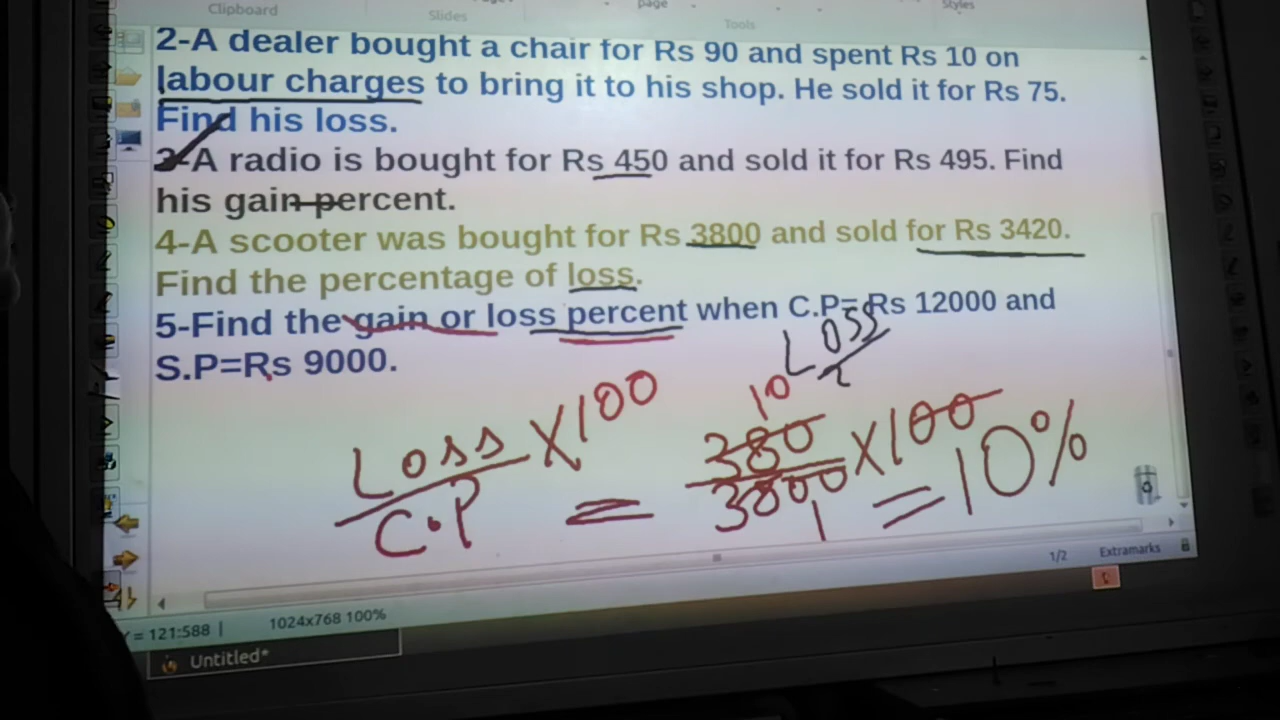 Clipboard Slides page Tools Styles
2-A dealer bought a chair for Rs 90 and spent Rs 10 on
labour charges to bring it to his shop. He sold it for Rs 75.
Find his loss.
3-A radio is bought for Rs 450 and sold it for Rs 495. Find
his gain percent.
4-A scooter was bought for Rs 3800 and sold for Rs 3420.
Find the percentage of loss.
5-Find the gain or loss percent when C.P= Rs 12000 and
S.P=Rs 9000.
Loss
10
Loss X100 = 380 X100 = 10%
C.P 3800
1
1/2 Extramarks
= 121:588 | 1024x768 100%
Untitled*